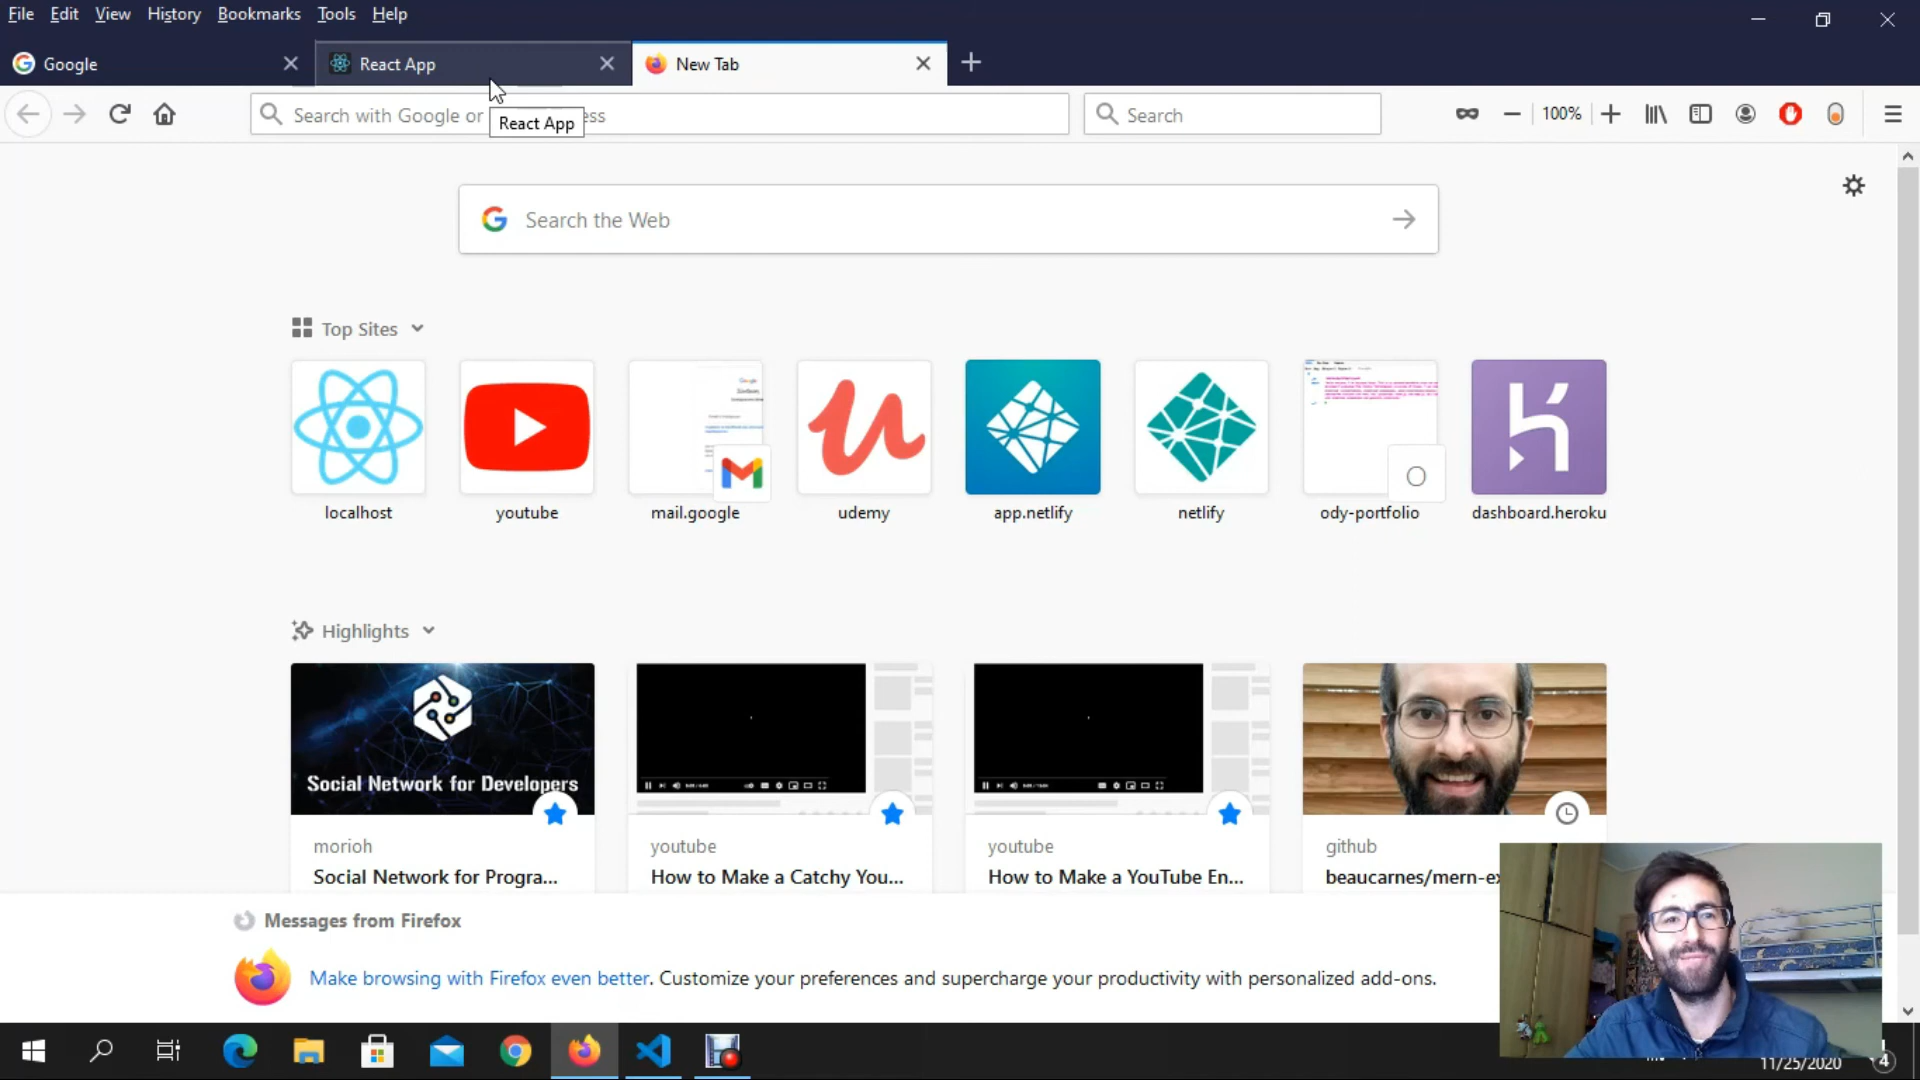 File Edit View History Bookmarks Tools Help
Google
React App
New Tab
Search with Google or
ess
React App
Search
100%
Search the Web
Top Sites
localhost
youtube
mail.google
udemy
app.netlify
netlify
O
ody-portfolio
dashboard.heroku
Highlights
Social Network for Developers
morioh
Social Network for Progra...
youtube
How to Make a Catchy You...
youtube
How to Make a YouTube En...
github
beaucarnes/mern-ex
Messages from Firefox
Make browsing with Firefox even better. Customize your preferences and supercharge your productivity with personalized add-ons.
11/25/2020
4